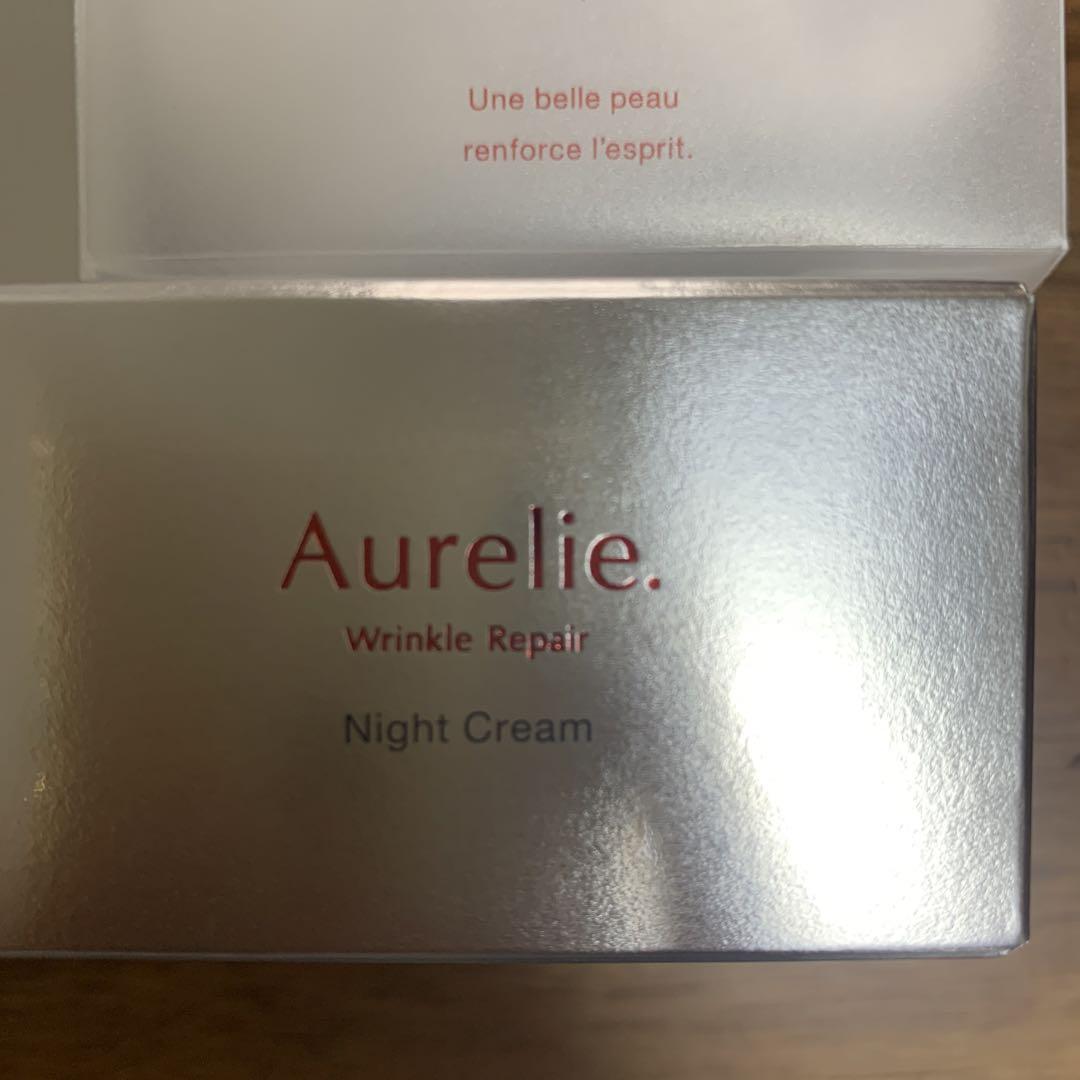 Une belle peau
renforce l'esprit.
Aurelie.
Wrinkle Repair
Night Cream